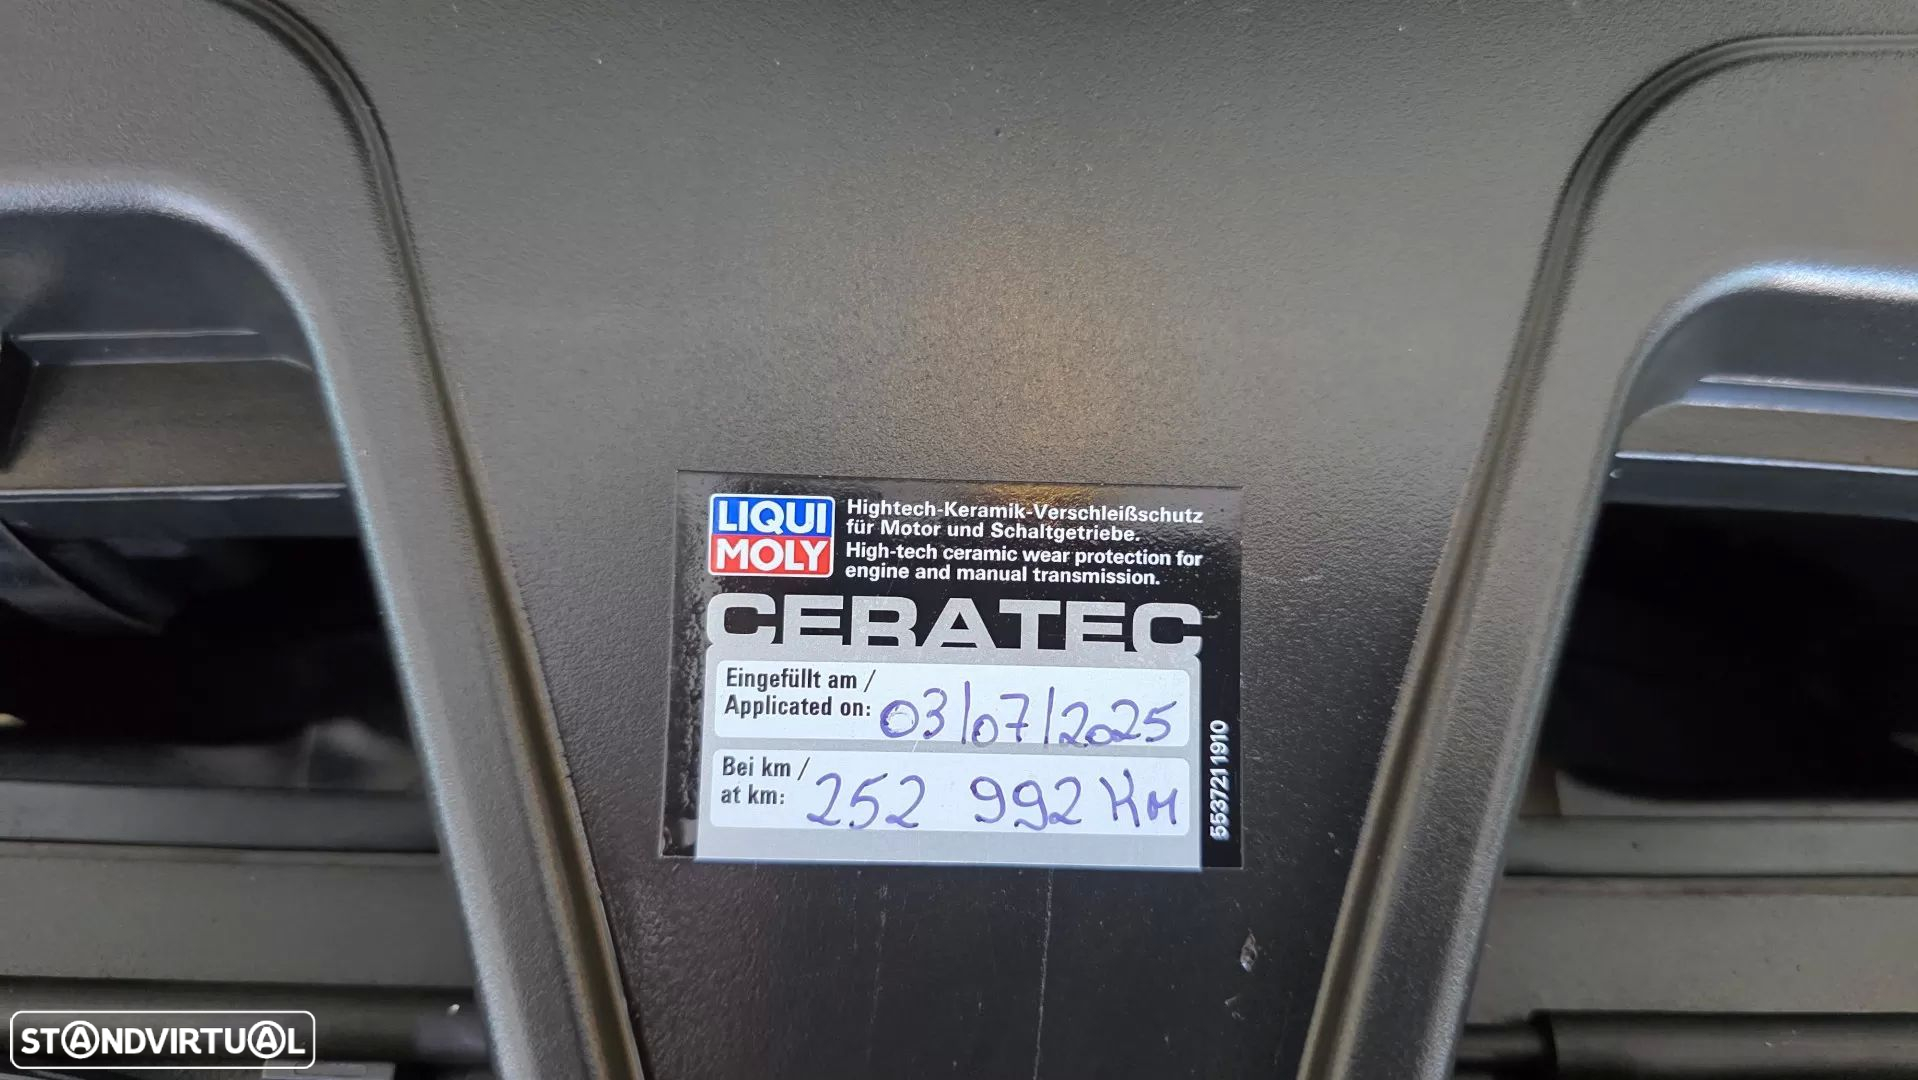 LIQUI
MOLY
Hightech-Keramik-Verschleißschutz
für Motor und Schaltgetriebe.
High-tech ceramic wear protection for
engine and manual transmission.
CERATEC
Eingefüllt am /
Applicated on: 03/07/2025
Bei km /
at km: 252 992 Km
5537211910
STANDVIRTUAL